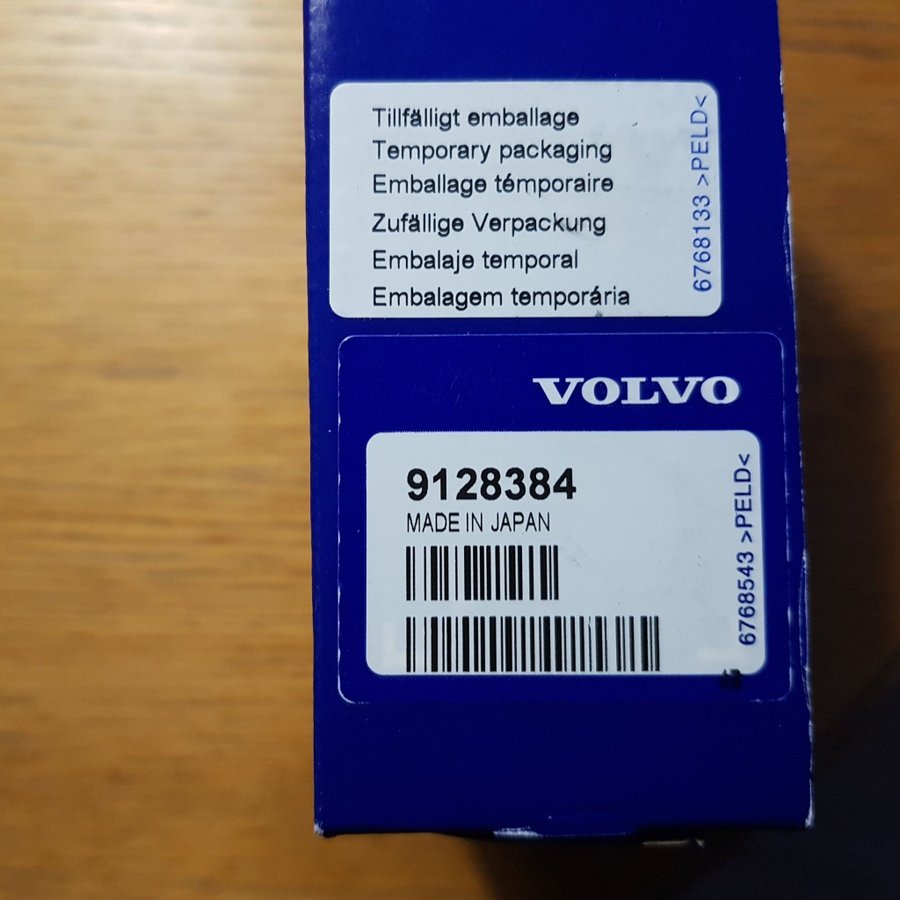 Tillfälligt emballage
Temporary packaging
Emballage témporaire
Zufällige Verpackung
Embalaje temporal
Embalagem temporária
6768133 >PELD<
VOLVO
9128384
MADE IN JAPAN
6768543 >PELD<